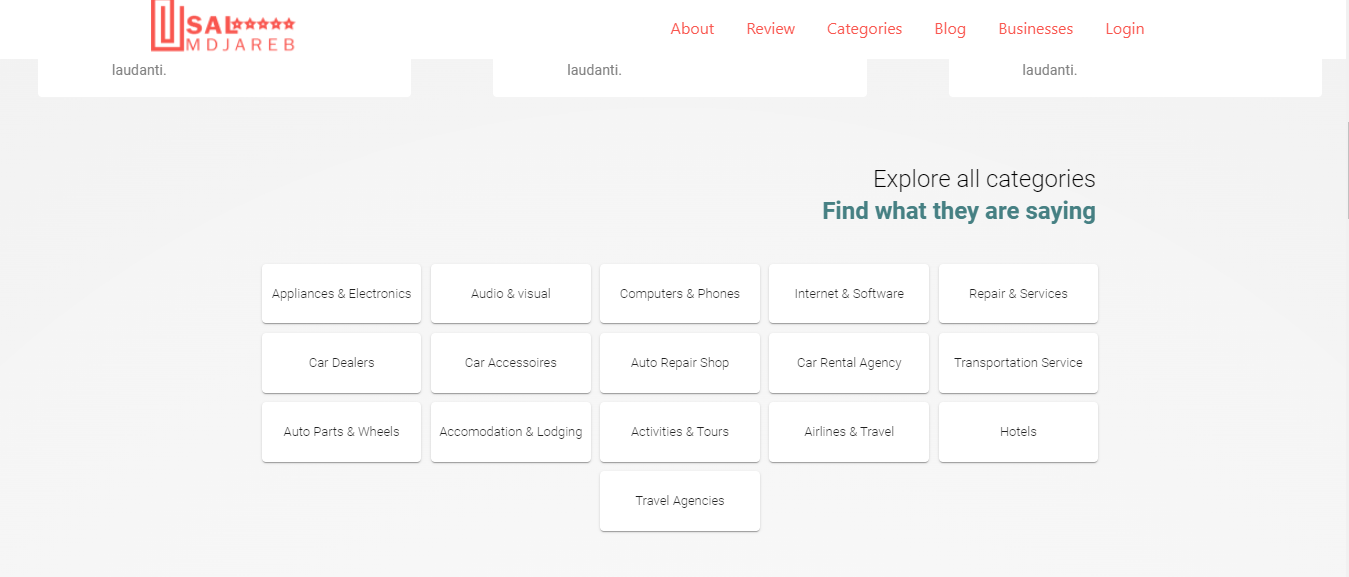 USAL
MDJAREB
About Review Categories Blog Businesses Login
laudanti. laudanti. laudanti.
Explore all categories
Find what they are saying
Appliances & Electronics Audio & visual Computers & Phones Internet & Software Repair & Services
Car Dealers Car Accessoires Auto Repair Shop Car Rental Agency Transportation Service
Auto Parts & Wheels Accomodation & Lodging Activities & Tours Airlines & Travel Hotels
Travel Agencies